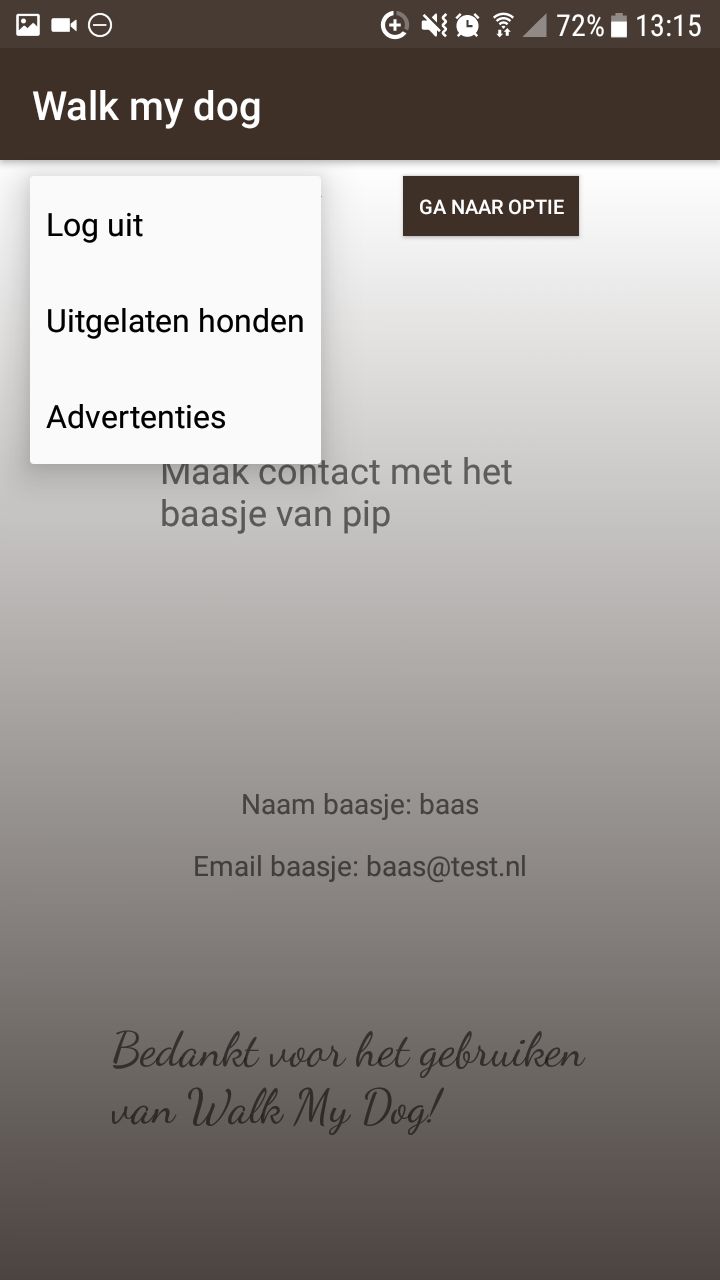 72% 13:15
Walk my dog
Log uit
GA NAAR OPTIE
Uitgelaten honden
Advertenties
Maak contact met het
baasje van pip
Naam baasje: baas
Email baasje: baas@test.nl
Bedankt voor het gebruiken
van Walk My Dog!